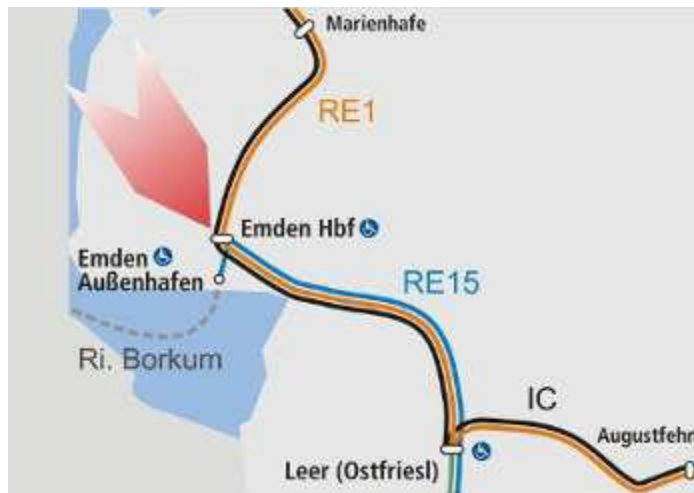 Marienhafe
RE1
Emden Hbf
Emden
Außenhafen
RE15
Ri. Borkum
IC
Augustfehn
Leer (Ostfriesl)